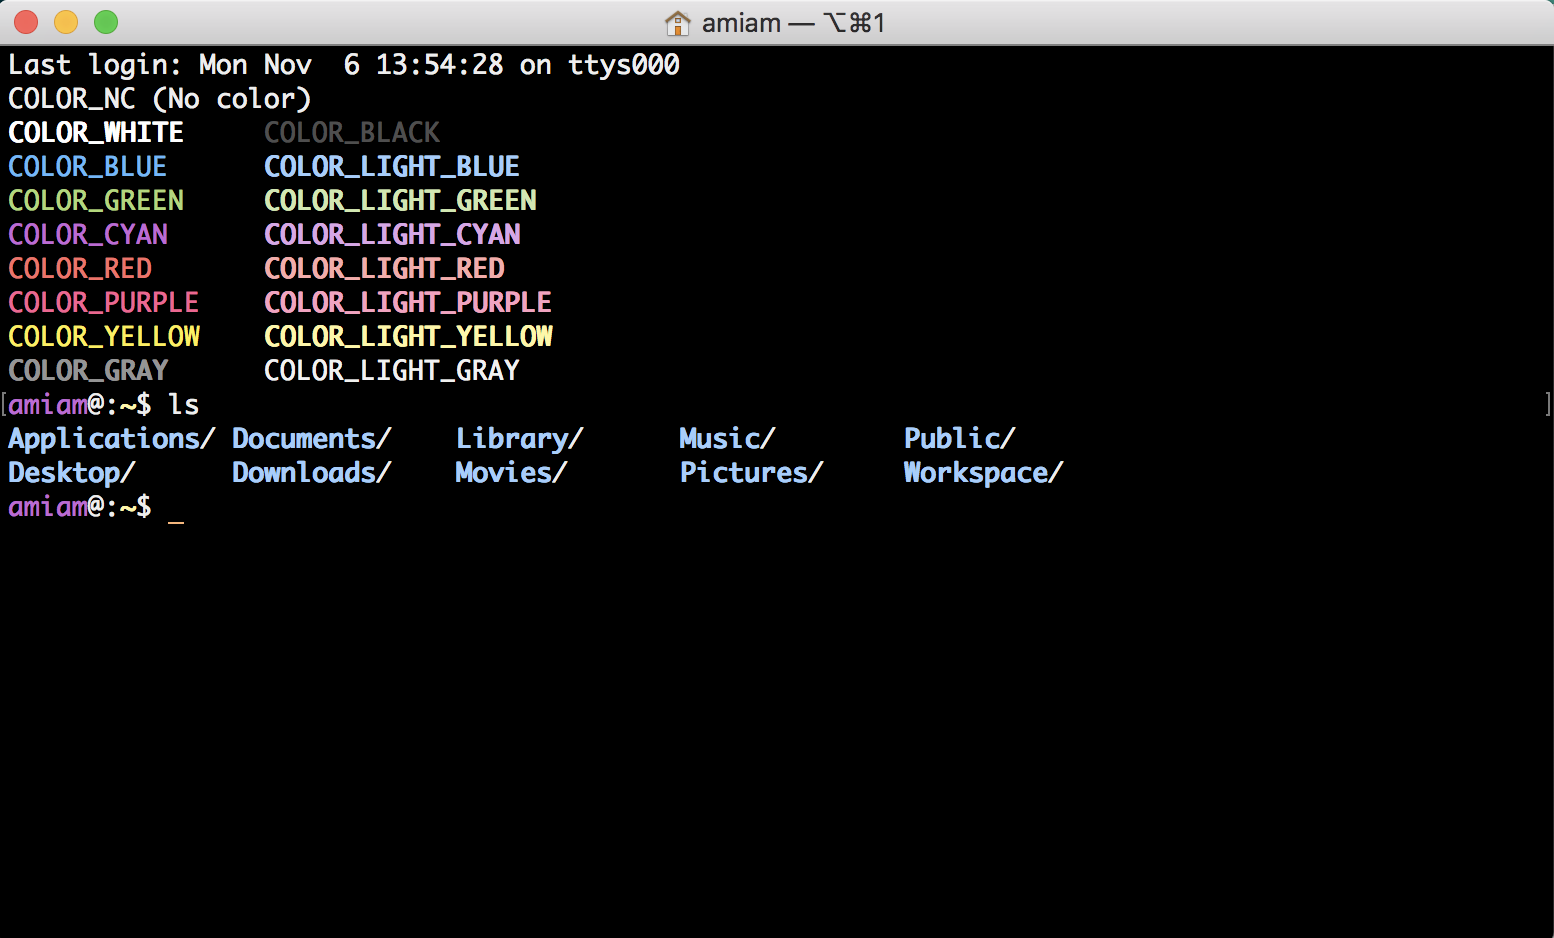 amiam — ⌥⌘1
Last login: Mon Nov  6 13:54:28 on ttys000
COLOR_NC (No color)
COLOR_WHITE     COLOR_BLACK
COLOR_BLUE      COLOR_LIGHT_BLUE
COLOR_GREEN     COLOR_LIGHT_GREEN
COLOR_CYAN      COLOR_LIGHT_CYAN
COLOR_RED       COLOR_LIGHT_RED
COLOR_PURPLE    COLOR_LIGHT_PURPLE
COLOR_YELLOW    COLOR_LIGHT_YELLOW
COLOR_GRAY      COLOR_LIGHT_GRAY
[amiam@:~$ ls ]
Applications/ Documents/    Library/      Music/        Public/
Desktop/      Downloads/    Movies/       Pictures/     Workspace/
amiam@:~$ _